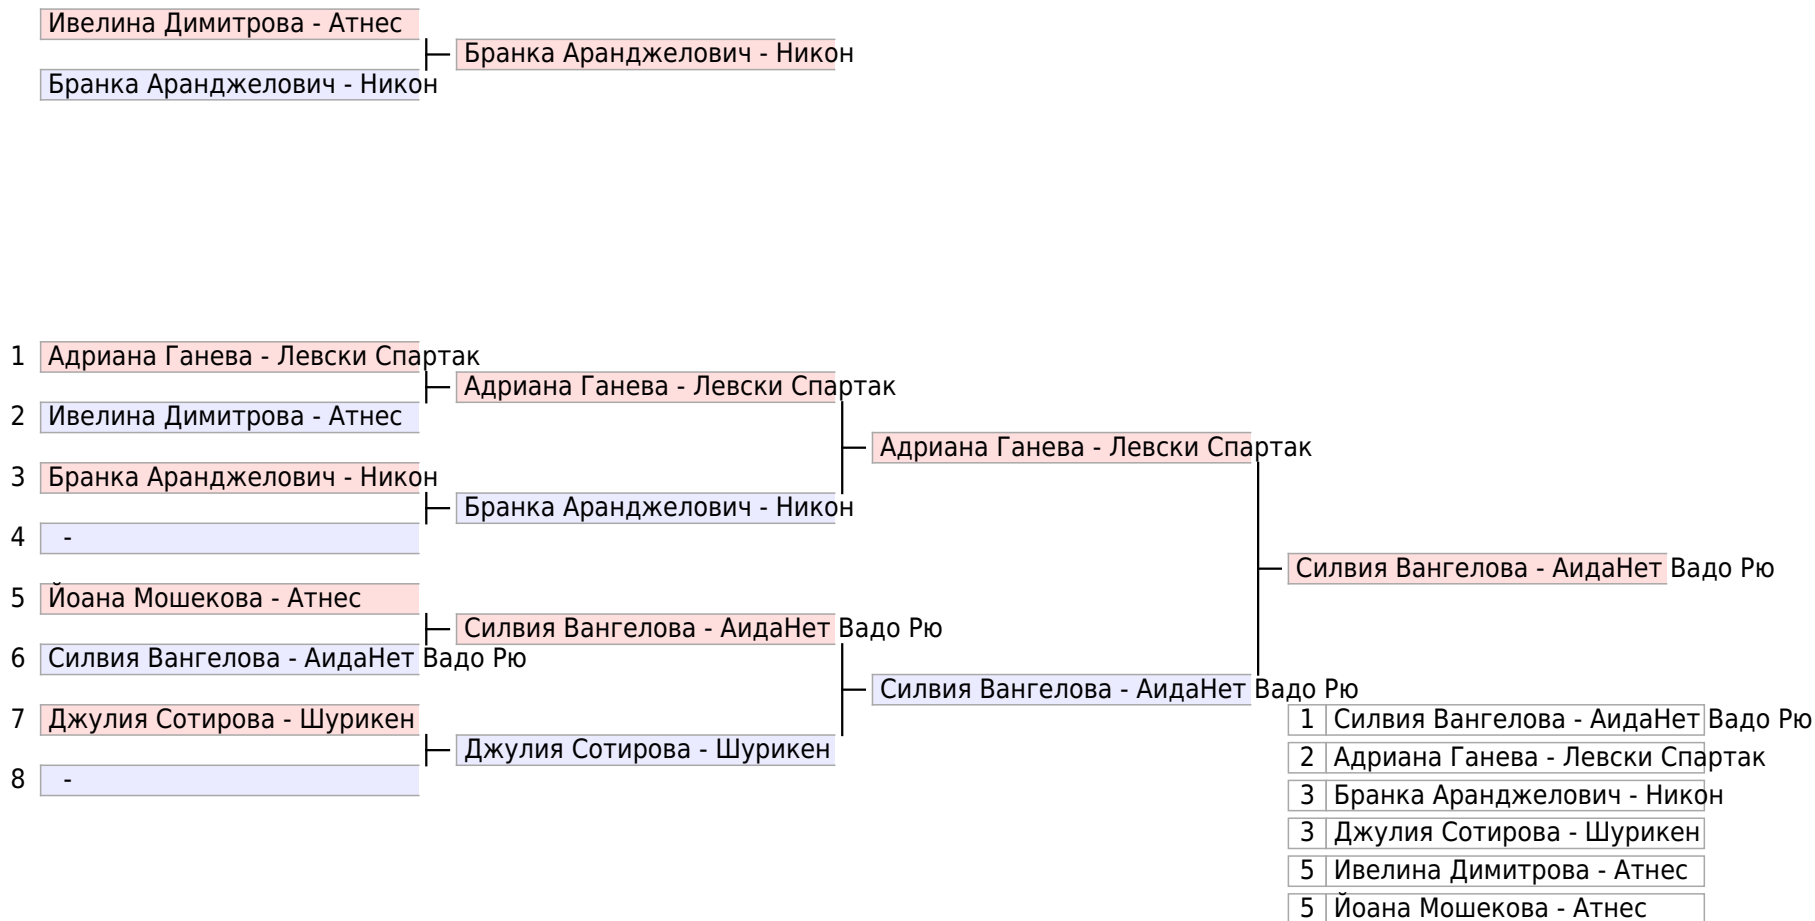 Ивелина Димитрова - Атнес
Бранка Аранджелович - Никон
Бранка Аранджелович - Никон
1 Адриана Ганева - Левски Спартак
Адриана Ганева - Левски Спартак
2 Ивелина Димитрова - Атнес
Адриана Ганева - Левски Спартак
3 Бранка Аранджелович - Никон
Бранка Аранджелович - Никон
4 -
Силвия Вангелова - АидаНет Вадо Рю
5 Йоана Мошекова - Атнес
Силвия Вангелова - АидаНет Вадо Рю
6 Силвия Вангелова - АидаНет Вадо Рю
Силвия Вангелова - АидаНет Вадо Рю
7 Джулия Сотирова - Шурикен
Джулия Сотирова - Шурикен
8 -
1 Силвия Вангелова - АидаНет Вадо Рю
2 Адриана Ганева - Левски Спартак
3 Бранка Аранджелович - Никон
3 Джулия Сотирова - Шурикен
5 Ивелина Димитрова - Атнес
5 Йоана Мошекова - Атнес